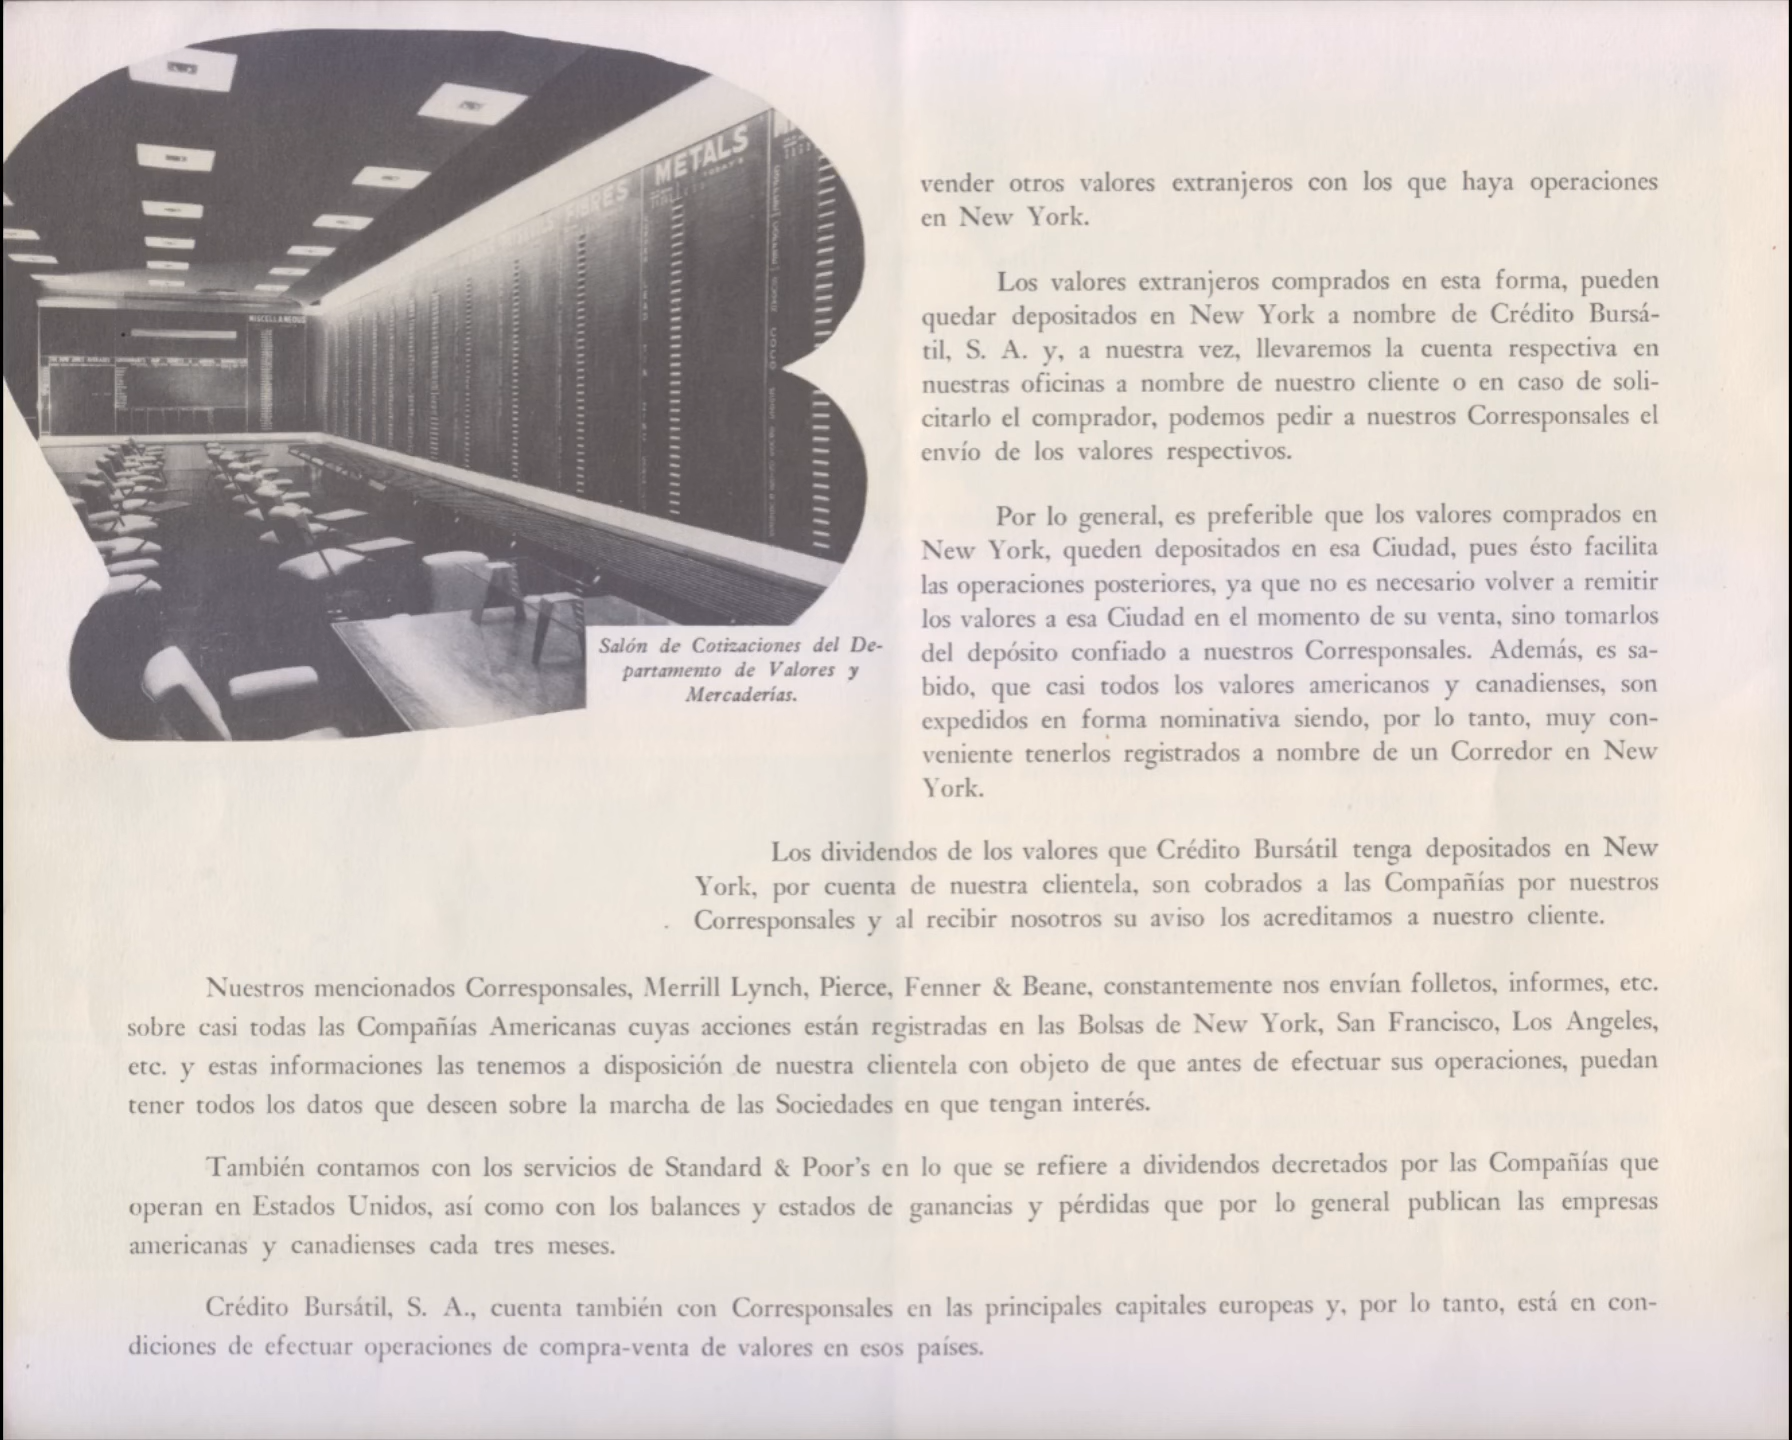 METALS
FIBRES
MISCELLANEOUS
Salón de Cotizaciones del De-
partamento de Valores y
Mercaderías.
vender otros valores extranjeros con los que haya operaciones
en New York.
Los valores extranjeros comprados en esta forma, pueden
quedar depositados en New York a nombre de Crédito Bursá-
til, S. A. y, a nuestra vez, llevaremos la cuenta respectiva en
nuestras oficinas a nombre de nuestro cliente o en caso de soli-
citarlo el comprador, podemos pedir a nuestros Corresponsales el
envío de los valores respectivos.
Por lo general, es preferible que los valores comprados en
New York, queden depositados en esa Ciudad, pues ésto facilita
las operaciones posteriores, ya que no es necesario volver a remitir
los valores a esa Ciudad en el momento de su venta, sino tomarlos
del depósito confiado a nuestros Corresponsales. Además, es sa-
bido, que casi todos los valores americanos y canadienses, son
expedidos en forma nominativa siendo, por lo tanto, muy con-
veniente tenerlos registrados a nombre de un Corredor en New
York.
Los dividendos de los valores que Crédito Bursátil tenga depositados en New
York, por cuenta de nuestra clientela, son cobrados a las Compañías por nuestros
Corresponsales y al recibir nosotros su aviso los acreditamos a nuestro cliente.
Nuestros mencionados Corresponsales, Merrill Lynch, Pierce, Fenner & Beane, constantemente nos envían folletos, informes, etc.
sobre casi todas las Compañías Americanas cuyas acciones están registradas en las Bolsas de New York, San Francisco, Los Angeles,
etc. y estas informaciones las tenemos a disposición de nuestra clientela con objeto de que antes de efectuar sus operaciones, puedan
tener todos los datos que deseen sobre la marcha de las Sociedades en que tengan interés.
También contamos con los servicios de Standard & Poor's en lo que se refiere a dividendos decretados por las Compañías que
operan en Estados Unidos, así como con los balances y estados de ganancias y pérdidas que por lo general publican las empresas
americanas y canadienses cada tres meses.
Crédito Bursátil, S. A., cuenta también con Corresponsales en las principales capitales europeas y, por lo tanto, está en con-
diciones de efectuar operaciones de compra-venta de valores en esos países.